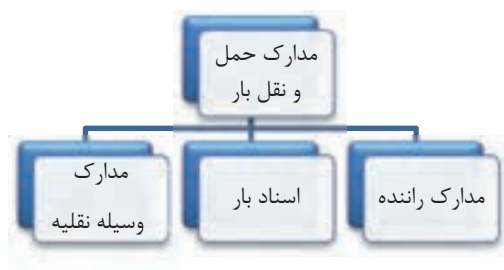 مدارک حمل
و نقل بار
مدارک راننده
اسناد بار
مدارک
وسیله نقلیه